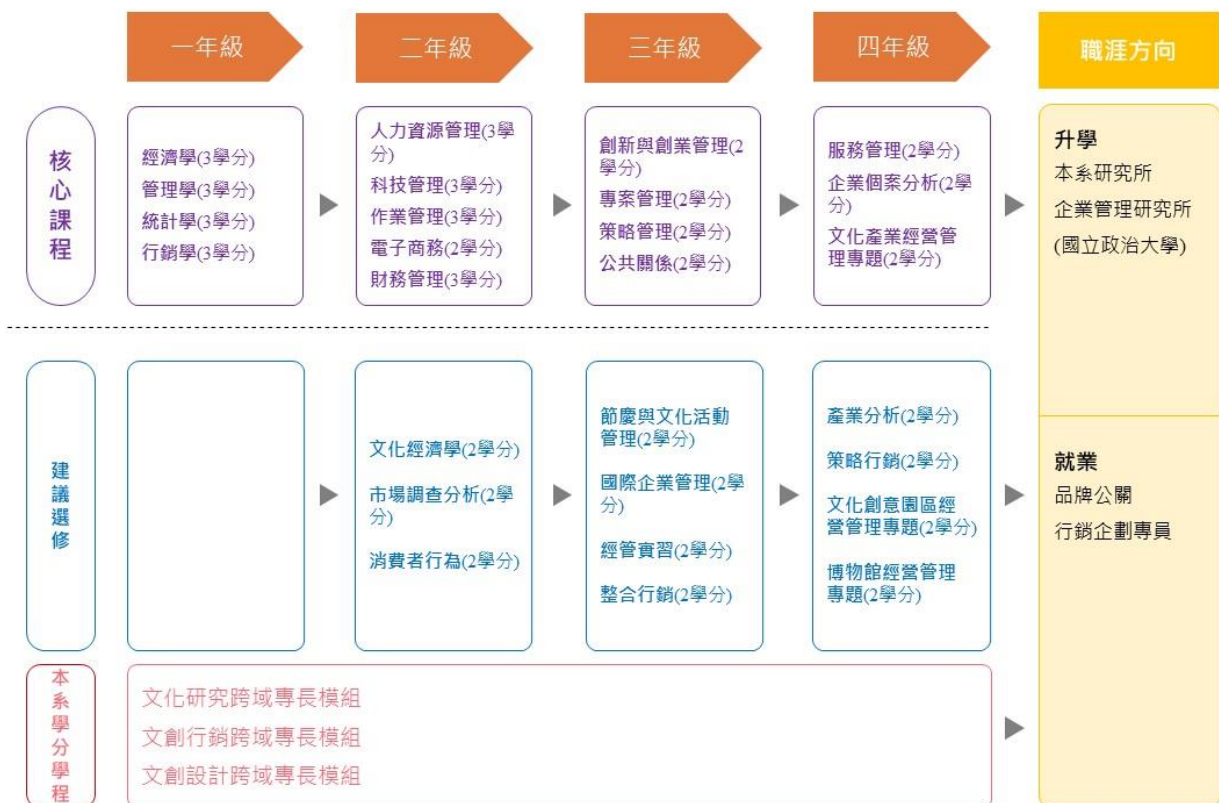 一年級
二年級
三年級
四年級
職涯方向
核心課程
經濟學(3學分)
管理學(3學分)
統計學(3學分)
行銷學(3學分)
人力資源管理(3學
分)
科技管理(3學分)
作業管理(3學分)
電子商務(2學分)
財務管理(3學分)
創新與創業管理(2
學分)
專案管理(2學分)
策略管理(2學分)
公共關係(2學分)
服務管理(2學分)
企業個案分析(2學
分)
文化產業經營管
理專題(2學分)
升學
本系研究所
企業管理研究所
(國立政治大學)
建議選修
文化經濟學(2學分)
市場調查分析(2學
分)
消費者行為(2學分)
節慶與文化活動
管理(2學分)
國際企業管理(2學
分)
經管實習(2學分)
整合行銷(2學分)
產業分析(2學分)
策略行銷(2學分)
文化創意園區經
營管理專題(2學分)
博物館經營管理
專題(2學分)
就業
品牌公關
行銷企劃專員
本系學分學程
文化研究跨域專長模組
文創行銷跨域專長模組
文創設計跨域專長模組